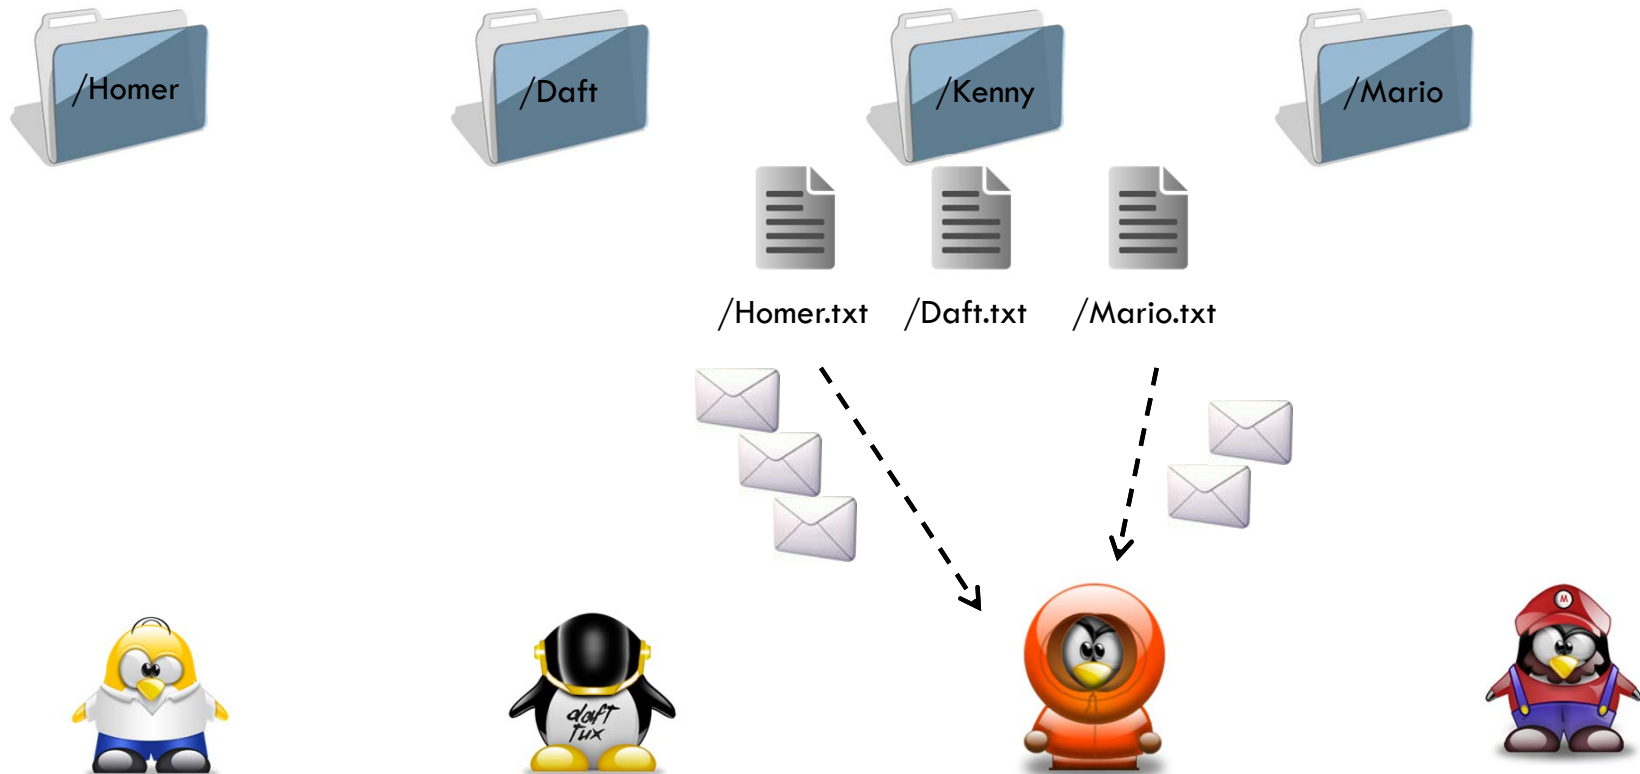 /Homer
/Daft
/Kenny
/Mario
/Homer.txt
/Daft.txt
/Mario.txt
daft
tux
M